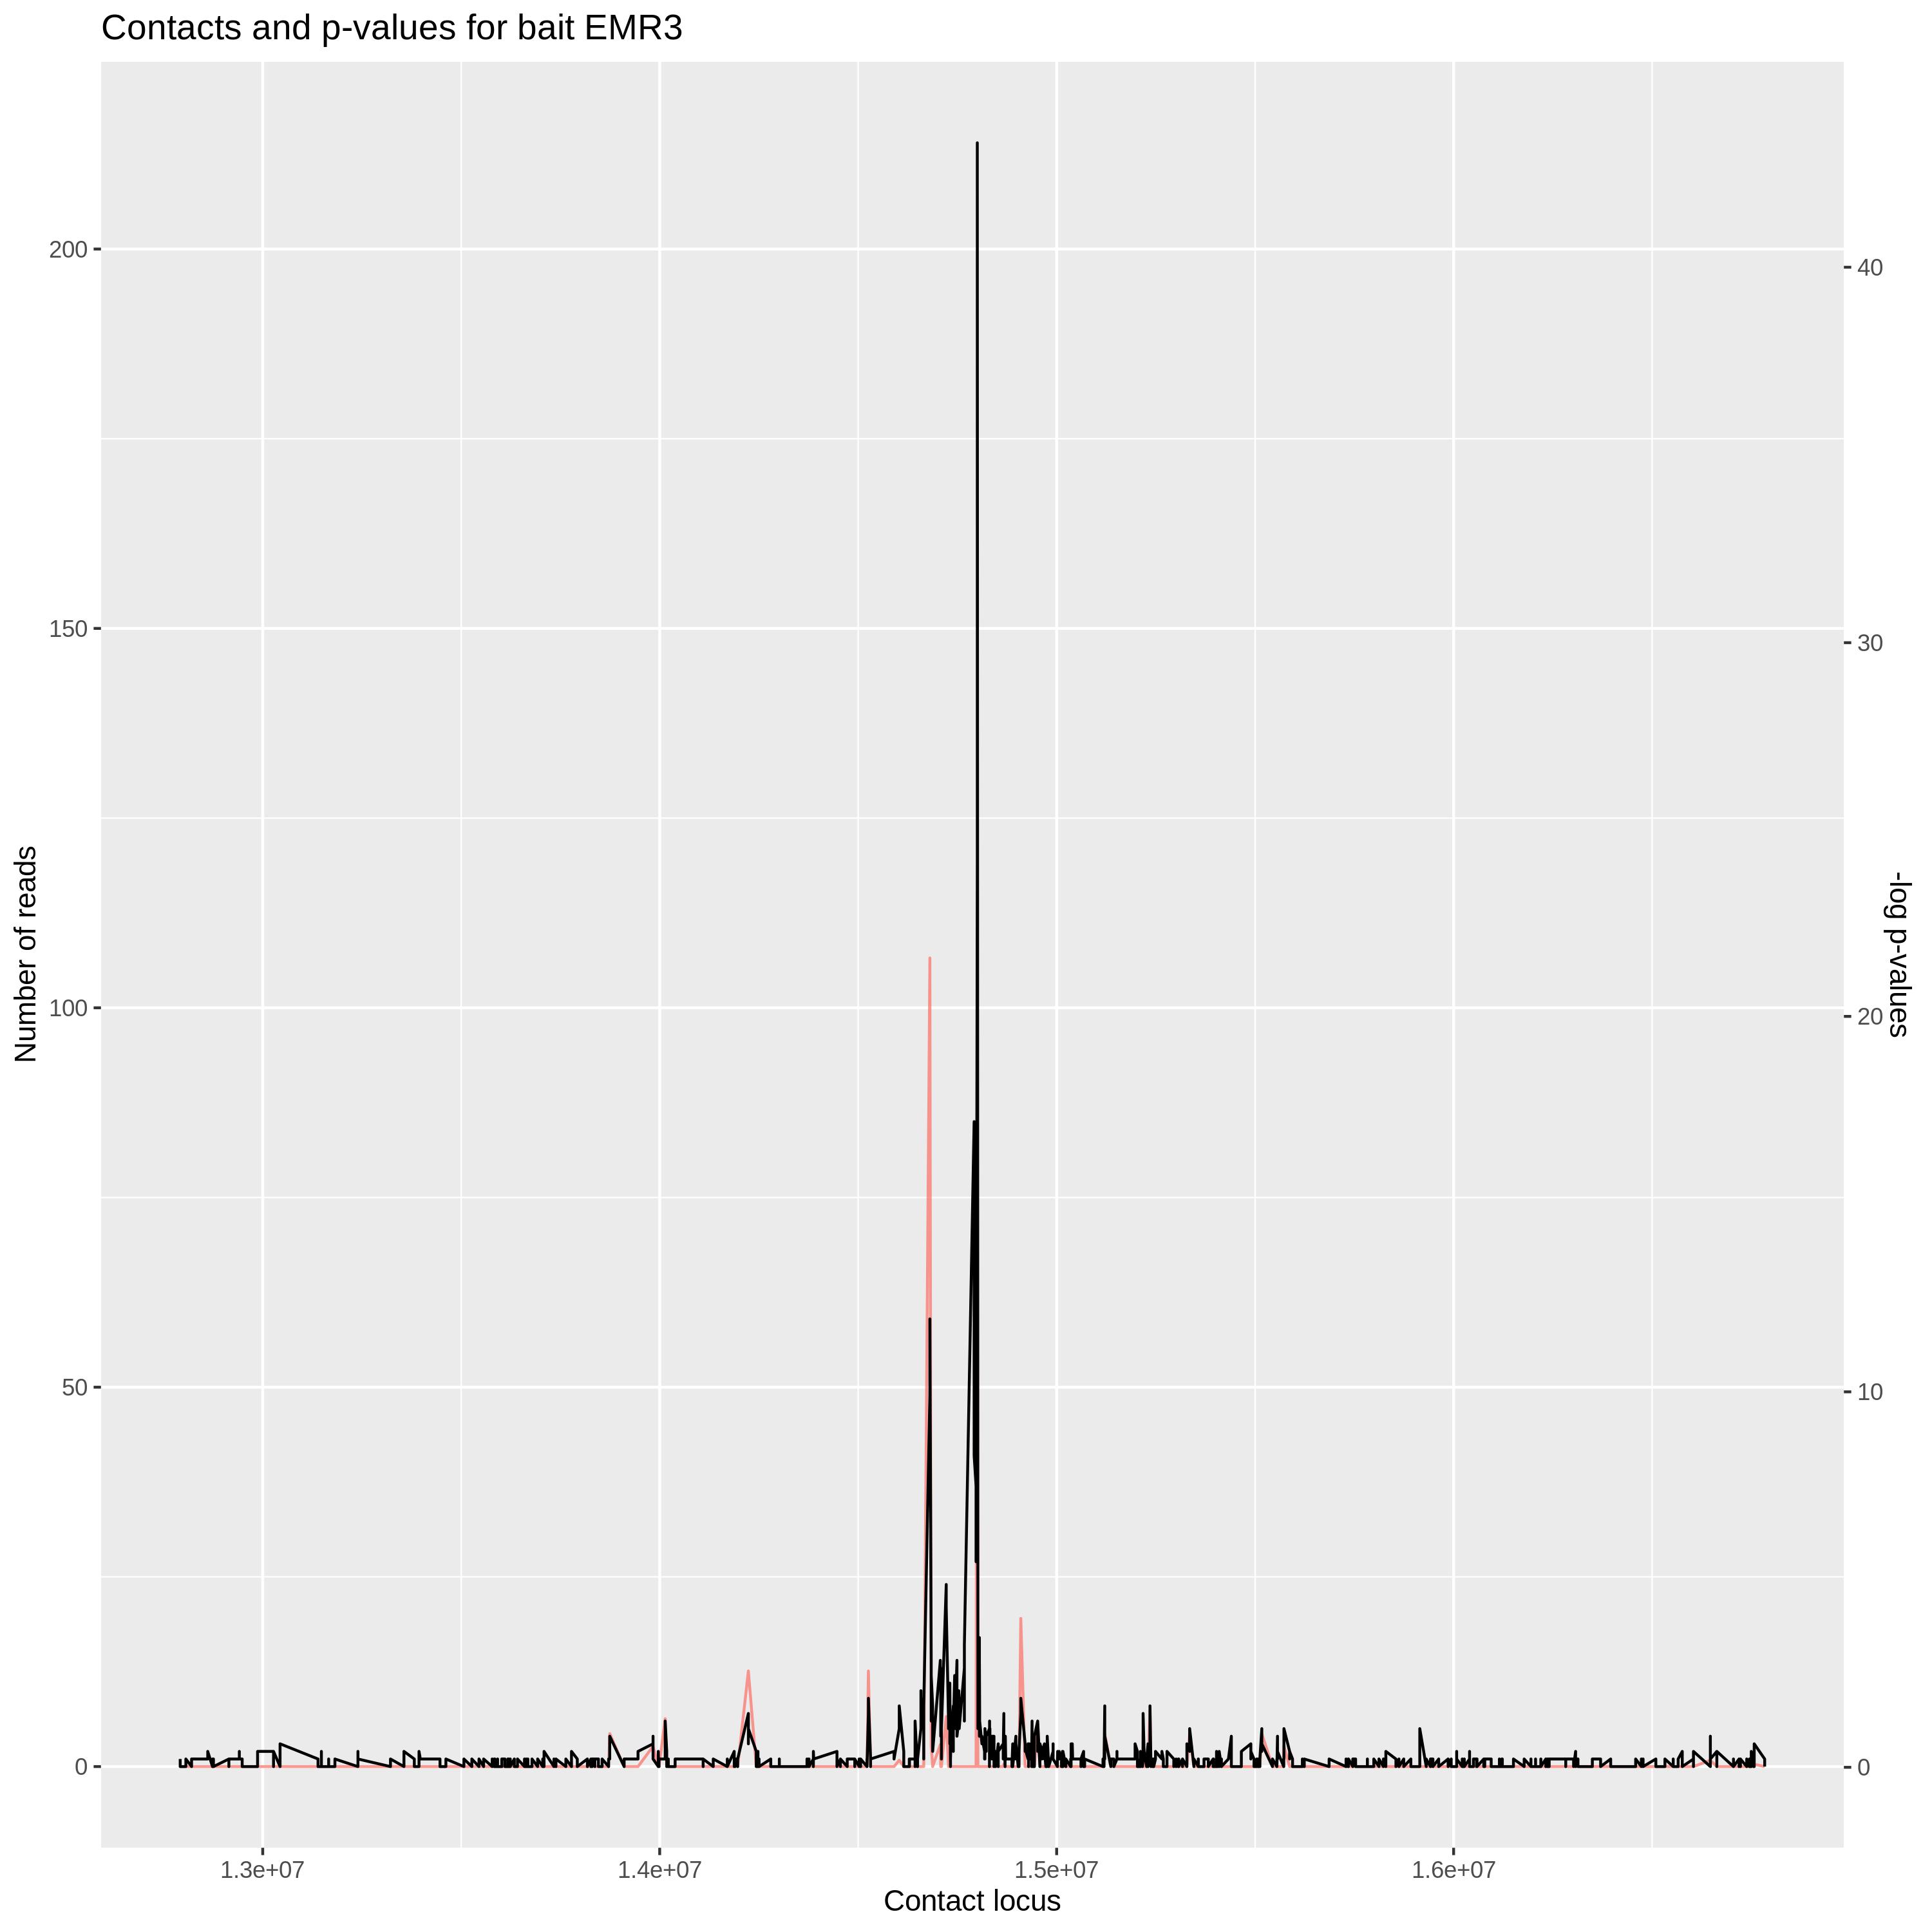 Contacts and p-values for bait EMR3
Number of reads
200
150
100
50
0
40
30
20
10
0
-log p-values
1.3e+07
1.4e+07
1.5e+07
1.6e+07
Contact locus